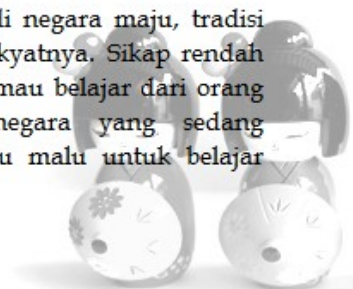 di negara maju, tradisi
kyatnya. Sikap rendah
mau belajar dari orang
negara yang sedang
u malu untuk belajar